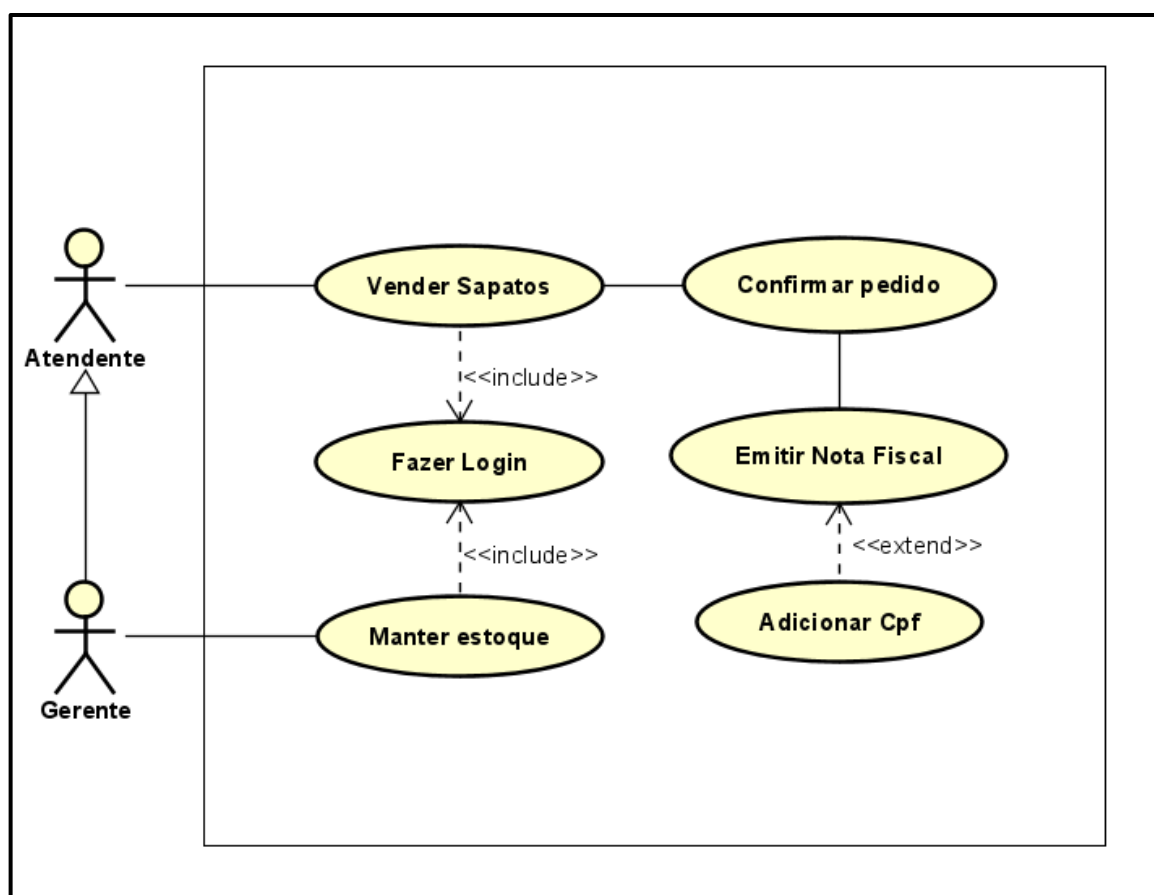 Vender Sapatos
Confirmar pedido
Atendente
<<include>>
Fazer Login
Emitir Nota Fiscal
<<include>>
<<extend>>
Manter estoque
Adicionar Cpf
Gerente